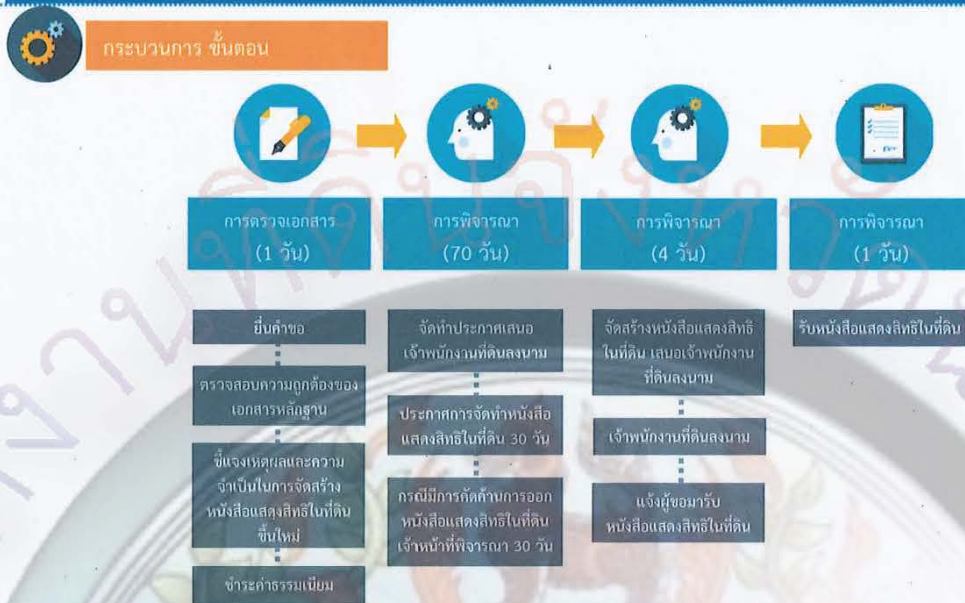 กระบวนการ ขั้นตอน
การตรวจเอกสาร
(1 วัน)
ยื่นคำขอ
ตรวจสอบความถูกต้องของ
เอกสารหลักฐาน
ชี้แจงเหตุผลและความ
จำเป็นในการจัดสร้าง
หนังสือแสดงสิทธิในที่ดิน
ขึ้นใหม่
ชำระค่าธรรมเนียม
การพิจารณา
(70 วัน)
จัดทำประกาศเสนอ
เจ้าพนักงานที่ดินลงนาม
ประกาศการจัดทำหนังสือ
แสดงสิทธิในที่ดิน 30 วัน
กรณีมีการคัดค้านการออก
หนังสือแสดงสิทธิในที่ดิน
เจ้าหน้าที่พิจารณา 30 วัน
การพิจารณา
(4 วัน)
จัดสร้างหนังสือแสดงสิทธิ
ในที่ดิน เสนอเจ้าพนักงาน
ที่ดินลงนาม
เจ้าพนักงานที่ดินลงนาม
แจ้งผู้ขอมารับ
หนังสือแสดงสิทธิในที่ดิน
การพิจารณา
(1 วัน)
รับหนังสือแสดงสิทธิในที่ดิน